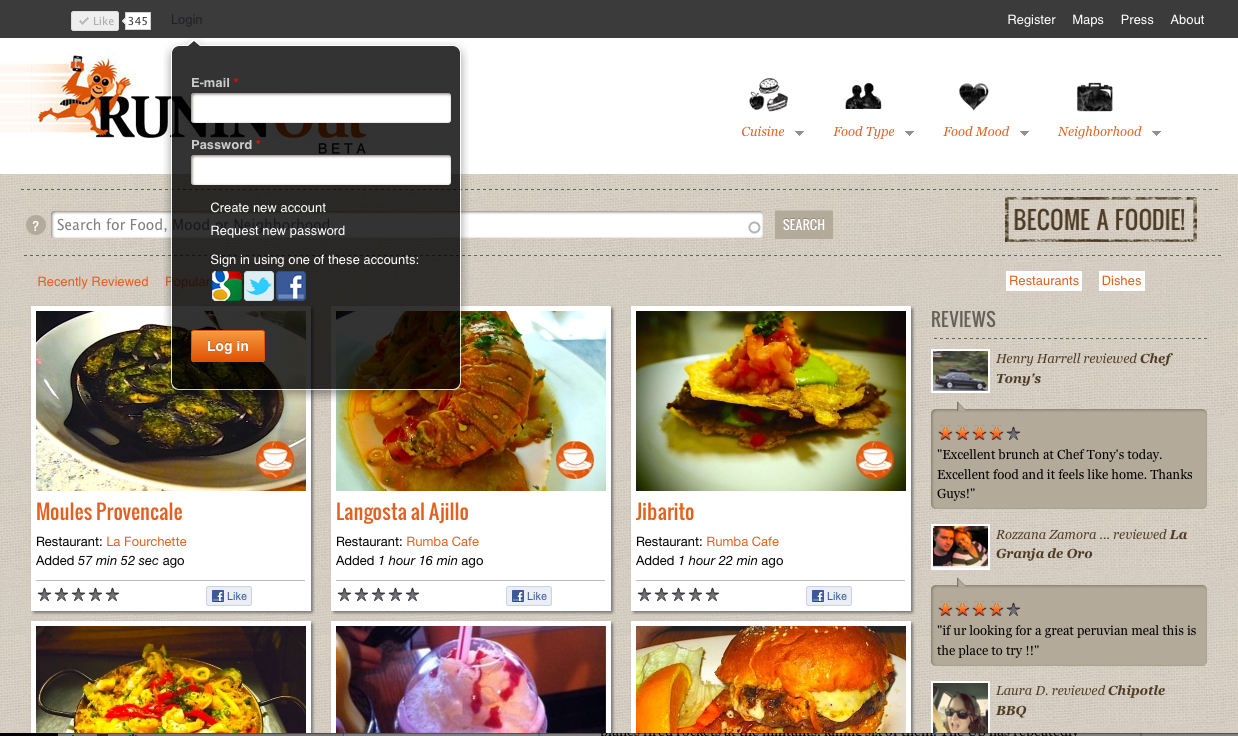 Like 345 Login Register Maps Press About
RUNINOut
BETA
E-mail *
Password *
Create new account
Request new password
Sign in using one of these accounts:
Log in
Cuisine Food Type Food Mood Neighborhood
? Search for Food, Mood or Neighborhood SEARCH BECOME A FOODIE!
Recently Reviewed Popular Restaurants Dishes
Moules Provencale
Restaurant: La Fourchette
Added 57 min 52 sec ago
Like
Langosta al Ajillo
Restaurant: Rumba Cafe
Added 1 hour 16 min ago
Like
Jibarito
Restaurant: Rumba Cafe
Added 1 hour 22 min ago
Like
REVIEWS
Henry Harrell reviewed Chef
Tony's
"Excellent brunch at Chef Tony's today.
Excellent food and it feels like home. Thanks
Guys!"
Rozzana Zamora ... reviewed La
Granja de Oro
"if ur looking for a great peruvian meal this is
the place to try !!"
Laura D. reviewed Chipotle
BBQ